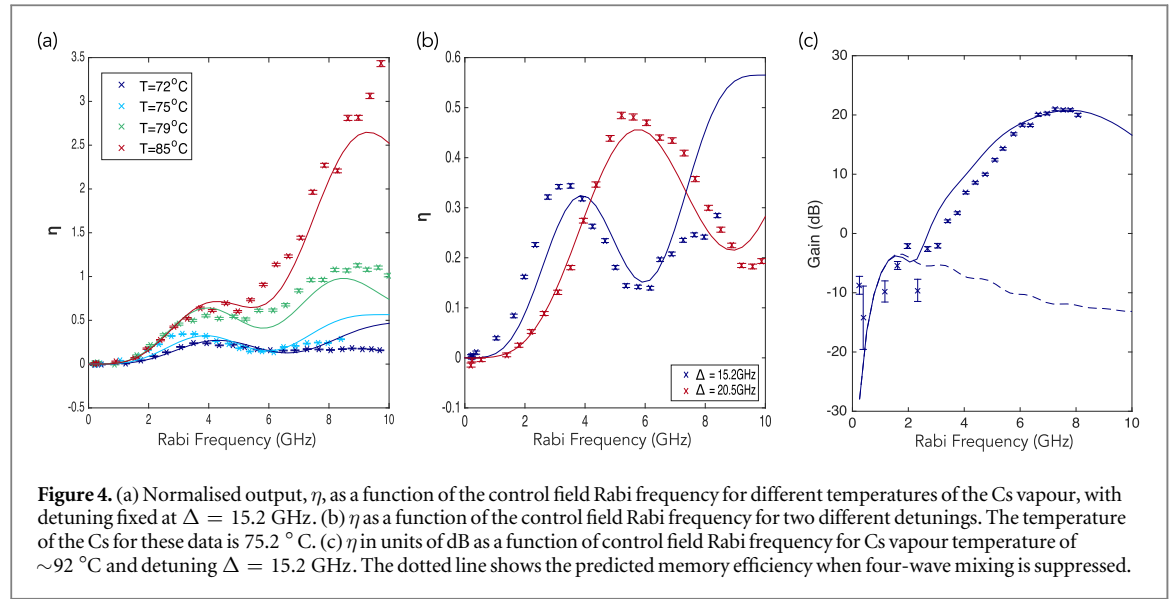 (a)
3.5
3
2.5
2
1.5
1
0.5
0
-0.5
η
T=72°C
T=75°C
T=79°C
T=85°C
0 2 4 6 8 10
Rabi Frequency (GHz)
(b)
0.6
0.5
0.4
0.3
0.2
0.1
0
-0.1
η
Δ = 15.2GHz
Δ = 20.5GHz
0 2 4 6 8 10
Rabi Frequency (GHz)
(c)
30
20
10
0
-10
-20
-30
Gain (dB)
0 2 4 6 8 10
Rabi Frequency (GHz)
Figure 4. (a) Normalised output, η, as a function of the control field Rabi frequency for different temperatures of the Cs vapour, with
detuning fixed at Δ = 15.2 GHz. (b) η as a function of the control field Rabi frequency for two different detunings. The temperature
of the Cs for these data is 75.2 ° C. (c) η in units of dB as a function of control field Rabi frequency for Cs vapour temperature of
~92 °C and detuning Δ = 15.2 GHz. The dotted line shows the predicted memory efficiency when four-wave mixing is suppressed.